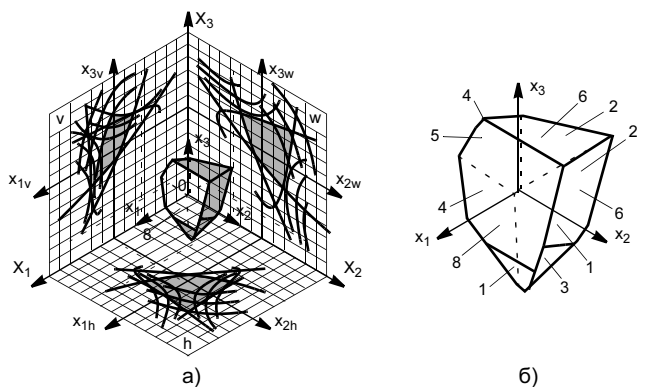 X₃
x₃ᵥ
x₃w
v
w
x₃
0
x₁ᵥ
x₂w
x₁
x₂
8
X₁
X₂
x₁h
x₂h
h
а)
x₃
4
6
2
5
2
4
6
x₁
x₂
8
1
1
3
б)